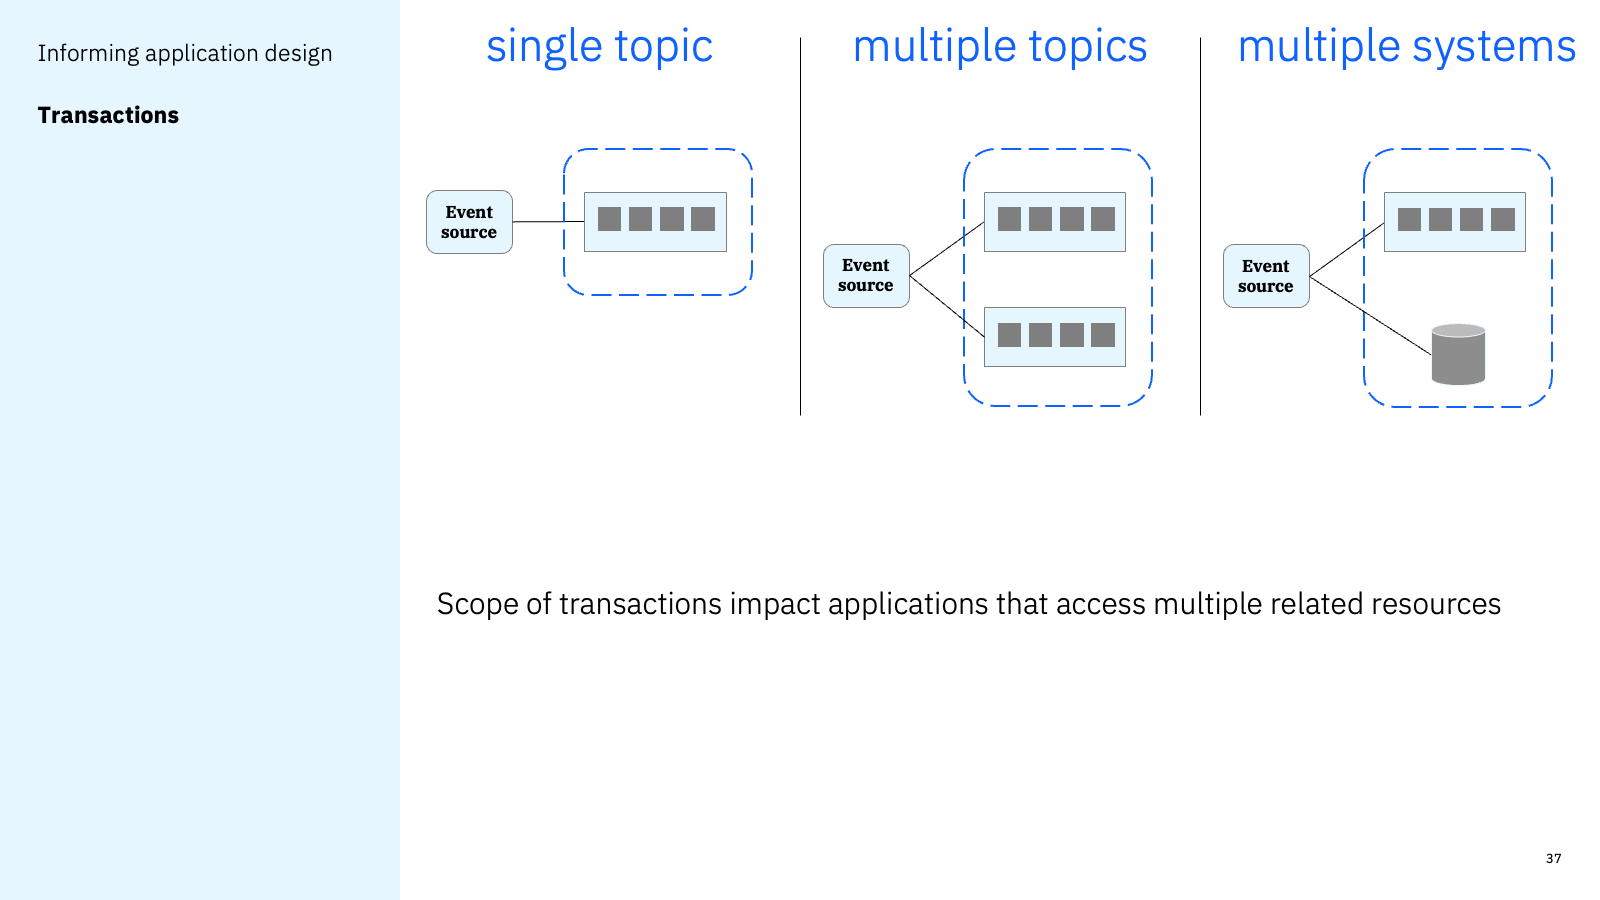 Informing application design
Transactions
single topic
Event
source
multiple topics
Event
source
multiple systems
Event
source
Scope of transactions impact applications that access multiple related resources
37